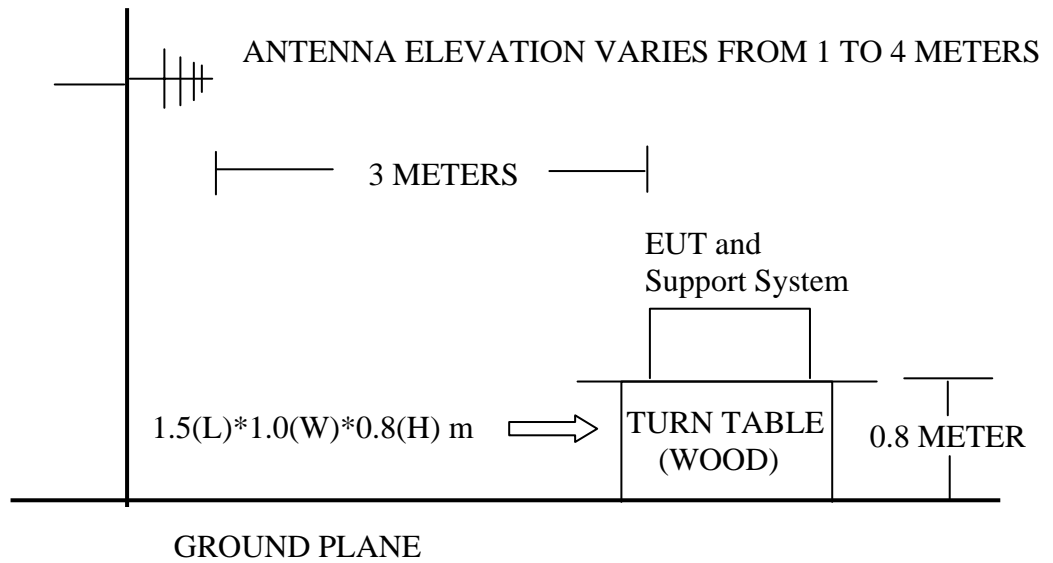 ANTENNA ELEVATION VARIES FROM 1 TO 4 METERS
3 METERS
EUT and
Support System
1.5(L)*1.0(W)*0.8(H) m
TURN TABLE
(WOOD)
0.8 METER
GROUND PLANE